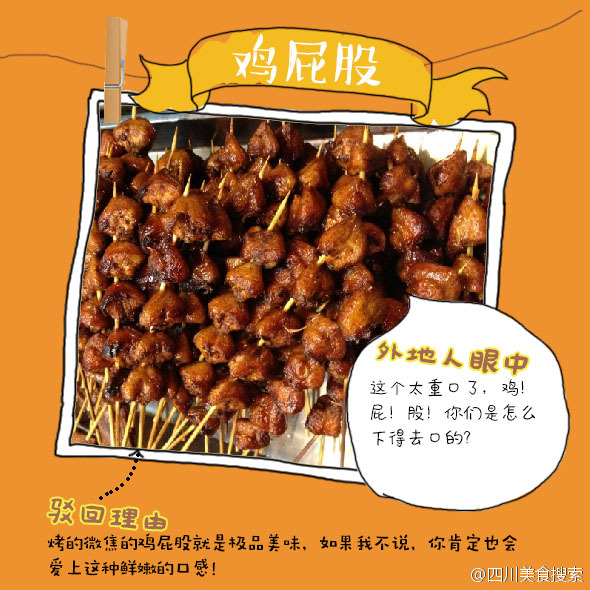 鸡屁股
外地人眼中
这个太重口了，鸡！
屁！股！你们是怎么
下得去口的？
驳回理由
烤的微焦的鸡屁股就是极品美味，如果我不说，你肯定也会
爱上这种鲜嫩的口感！
@四川美食搜索